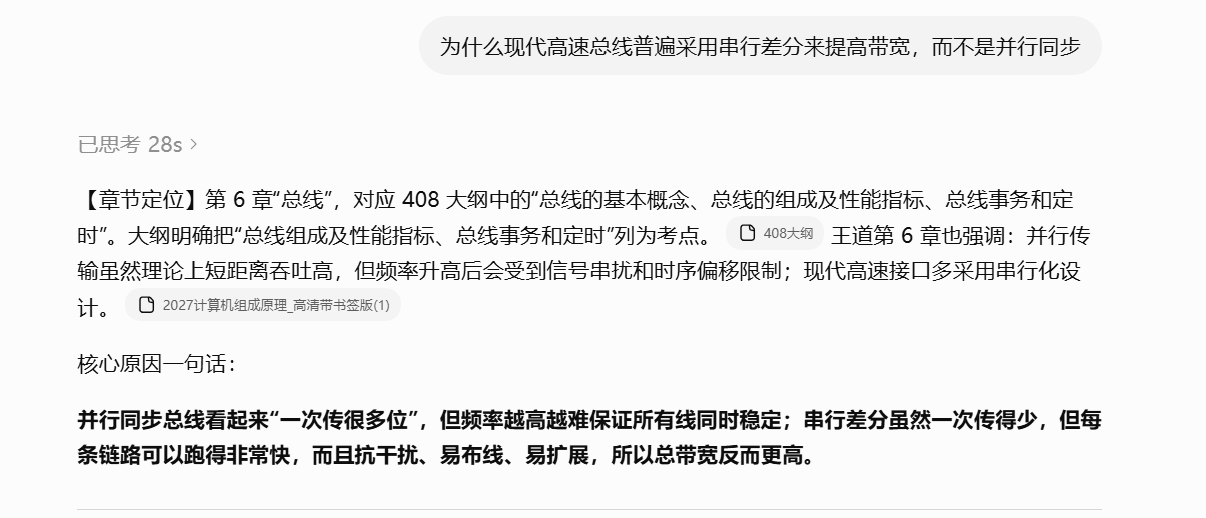 为什么现代高速总线普遍采用串行差分来提高带宽，而不是并行同步
已思考 28s >
【章节定位】第 6 章“总线”，对应 408 大纲中的“总线的基本概念、总线的组成及性能指标、总线事务和定
时”。大纲明确把“总线组成及性能指标、总线事务和定时”列为考点。 408大纲 王道第 6 章也强调：并行传
输虽然理论上短距离吞吐高，但频率升高后会受到信号串扰和时序偏移限制；现代高速接口多采用串行化设
计。 2027计算机组成原理_高清带书签版(1)
核心原因一句话：
并行同步总线看起来“一次传很多位”，但频率越高越难保证所有线同时稳定；串行差分虽然一次传得少，但每
条链路可以跑得非常快，而且抗干扰、易布线、易扩展，所以总带宽反而更高。